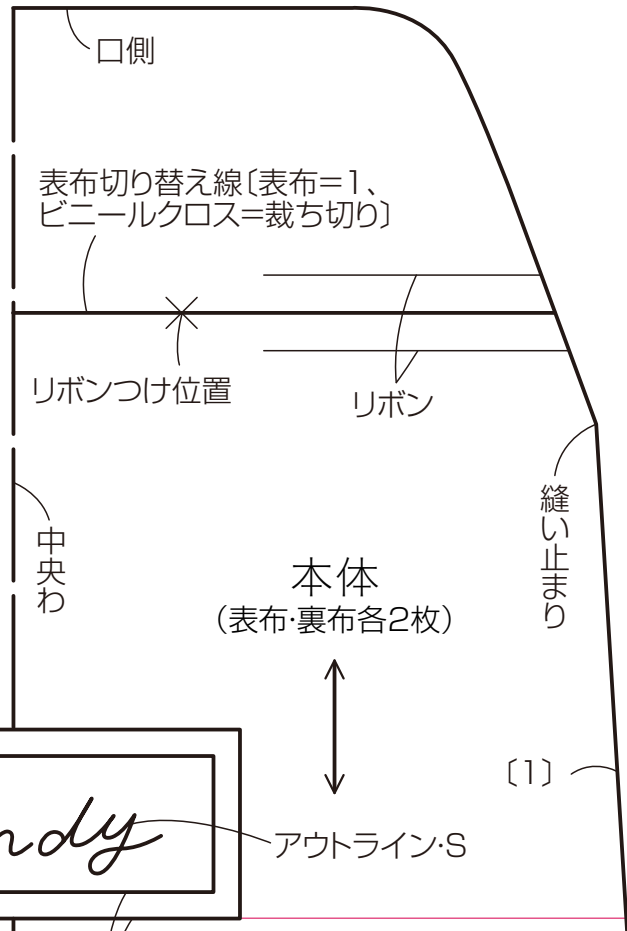 口側
表布切り替え線〔表布=1、
ビニールクロス=裁ち切り〕
リボンつけ位置
リボン
中央わ
縫い止まり
本体
(表布・裏布各2枚)
〔1〕
ndy
アウトライン・S